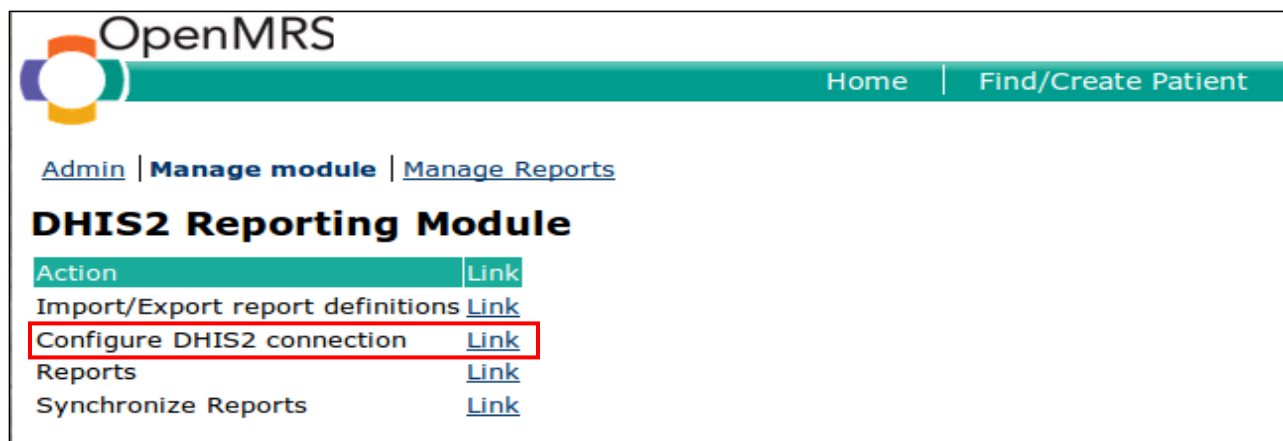 OpenMRS
Home | Find/Create Patient
Admin | Manage module | Manage Reports
DHIS2 Reporting Module
Action Link
Import/Export report definitions Link
Configure DHIS2 connection Link
Reports Link
Synchronize Reports Link